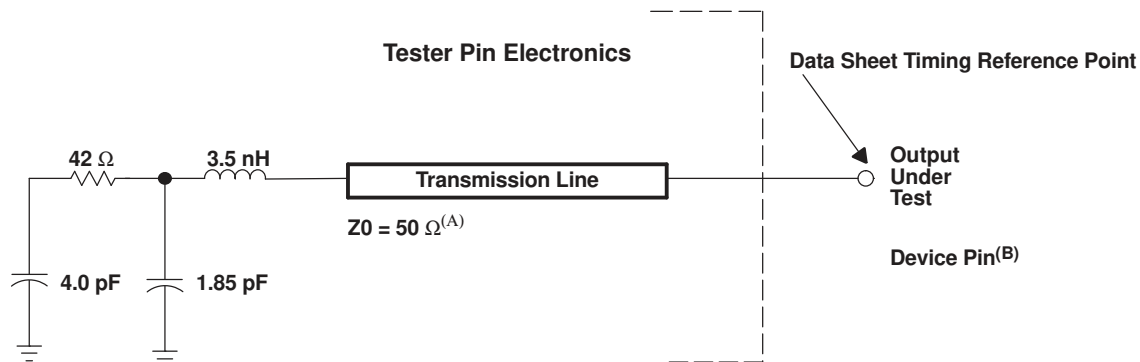 Tester Pin Electronics
Data Sheet Timing Reference Point
42 Ω
3.5 nH
Transmission Line
Output
Under
Test
Z0 = 50 Ω(A)
Device Pin(B)
4.0 pF
1.85 pF